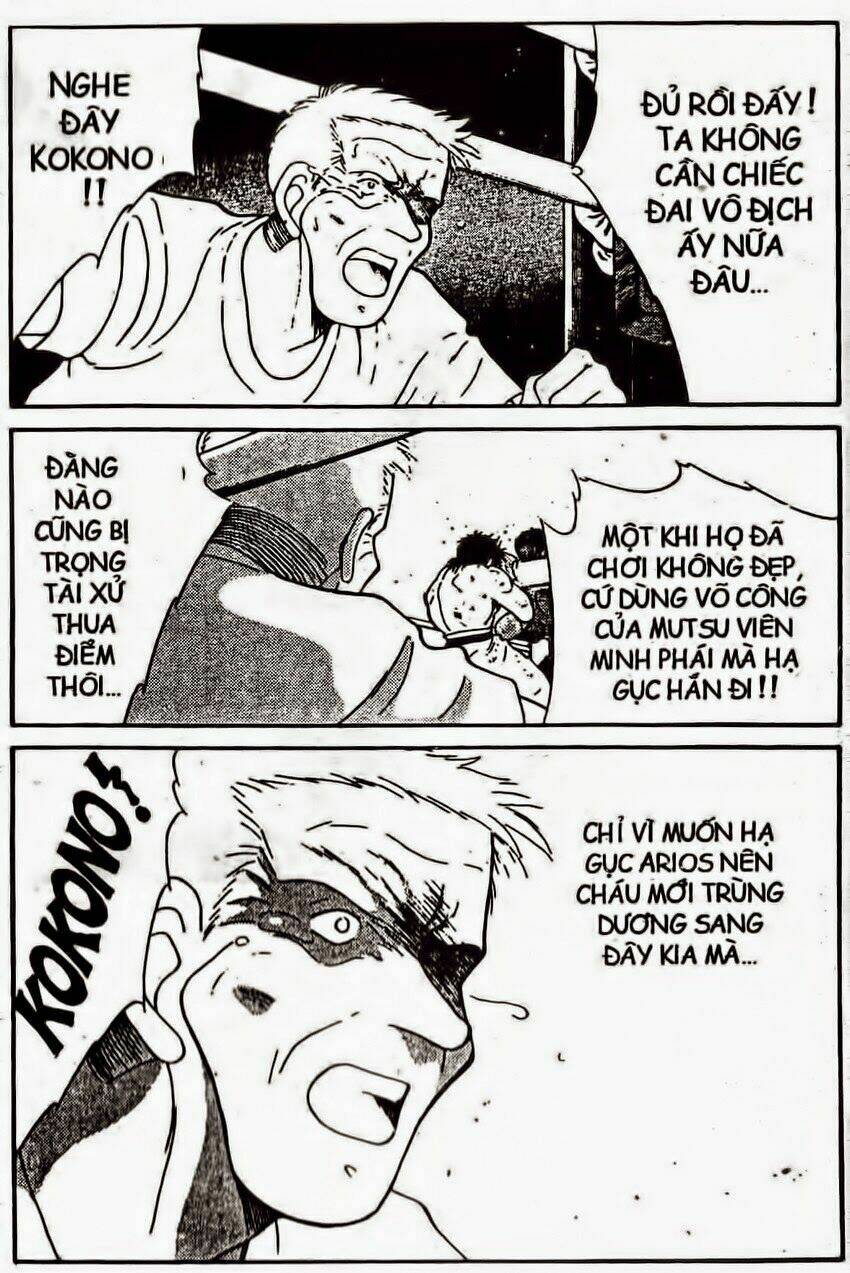 ĐỦ RỒI ĐẤY!
TA KHÔNG
CẦN CHIẾC
ĐAI VÔ ĐỊCH
ẤY NỮA
ĐÂU...
NGHE
ĐÂY
KOKONO
!!
MỘT KHI HỌ ĐÃ
CHƠI KHÔNG ĐẸP,
CỨ DÙNG VÕ CÔNG
CỦA MUTSU VIÊN
MINH PHÁI MÀ HẠ
GỤC HẮN ĐI!!
ĐẰNG
NÀO
CŨNG BỊ
TRỌNG
TÀI XỬ
THUA
ĐIỂM
THÔI...
CHỈ VÌ MUỐN HẠ
GỤC ARIOS NÊN
CHÁU MỚI TRÙNG
DƯƠNG SANG
ĐÂY KIA MÀ...
KOKONO!